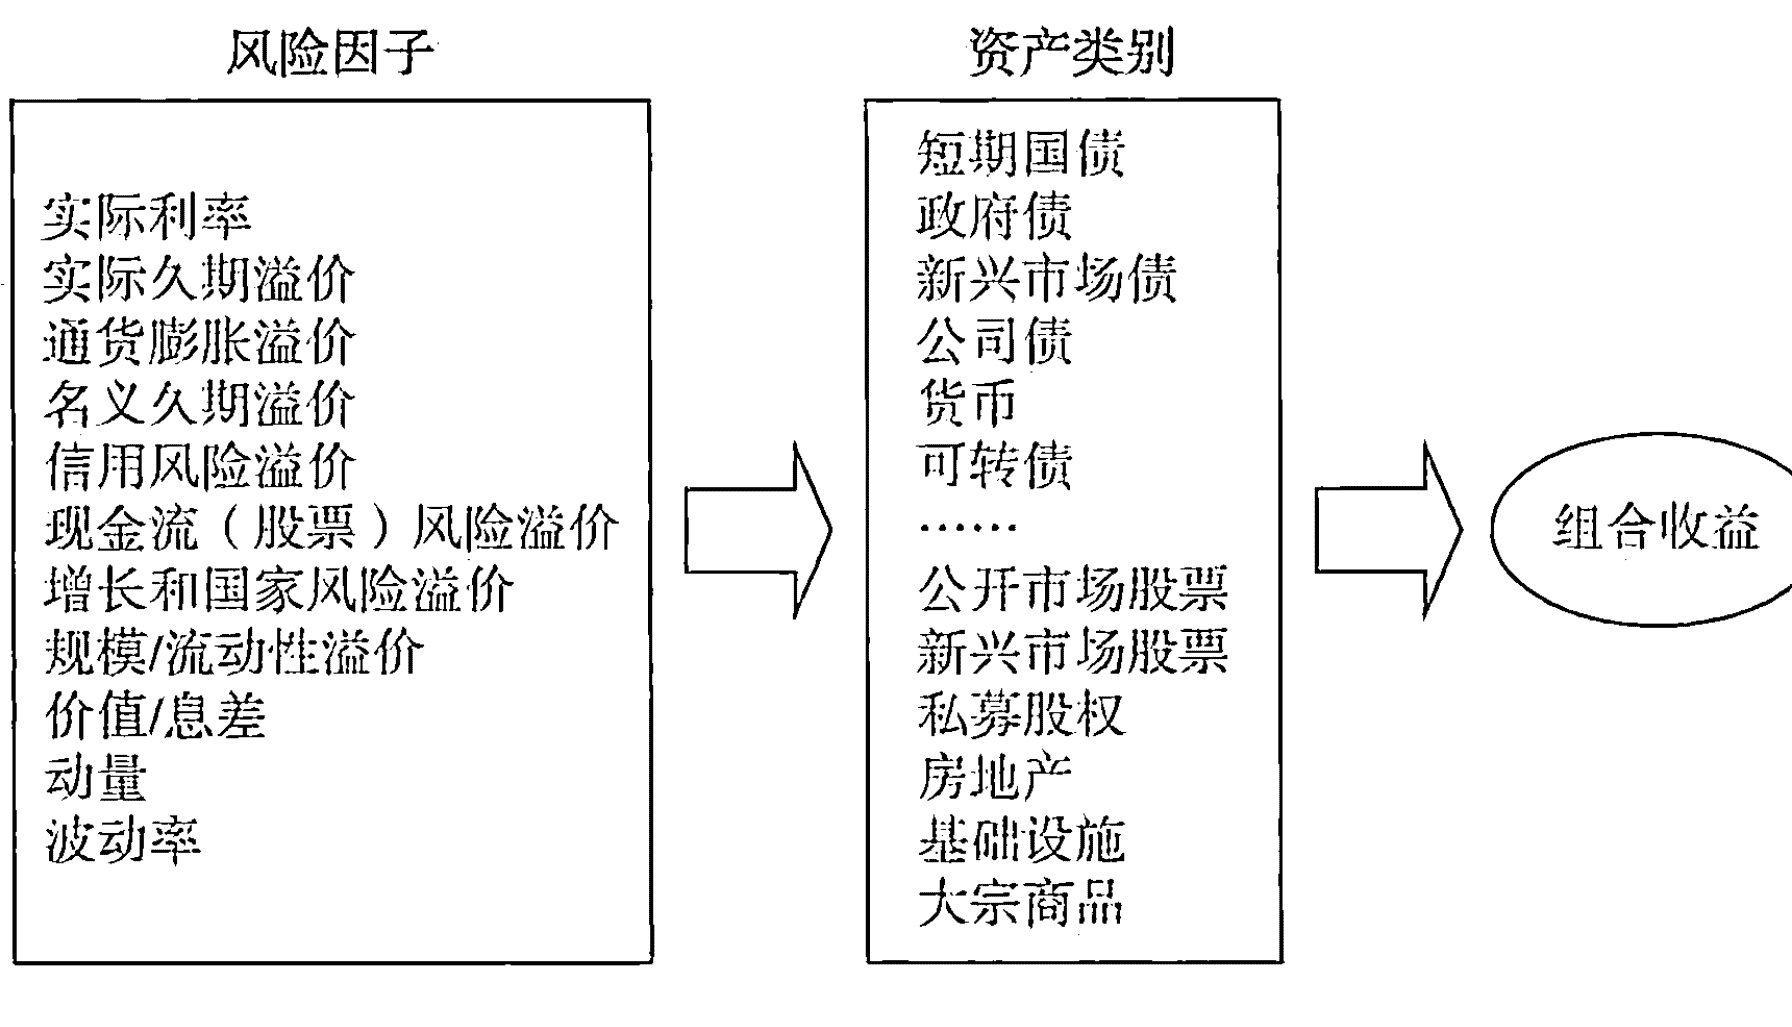 风险因子
实际利率
实际久期溢价
通货膨胀溢价
名义久期溢价
信用风险溢价
现金流（股票）风险溢价
增长和国家风险溢价
规模/流动性溢价
价值/息差
动量
波动率
资产类别
短期国债
政府债
新兴市场债
公司债
货币
可转债
……
公开市场股票
新兴市场股票
私募股权
房地产
基础设施
大宗商品
组合收益